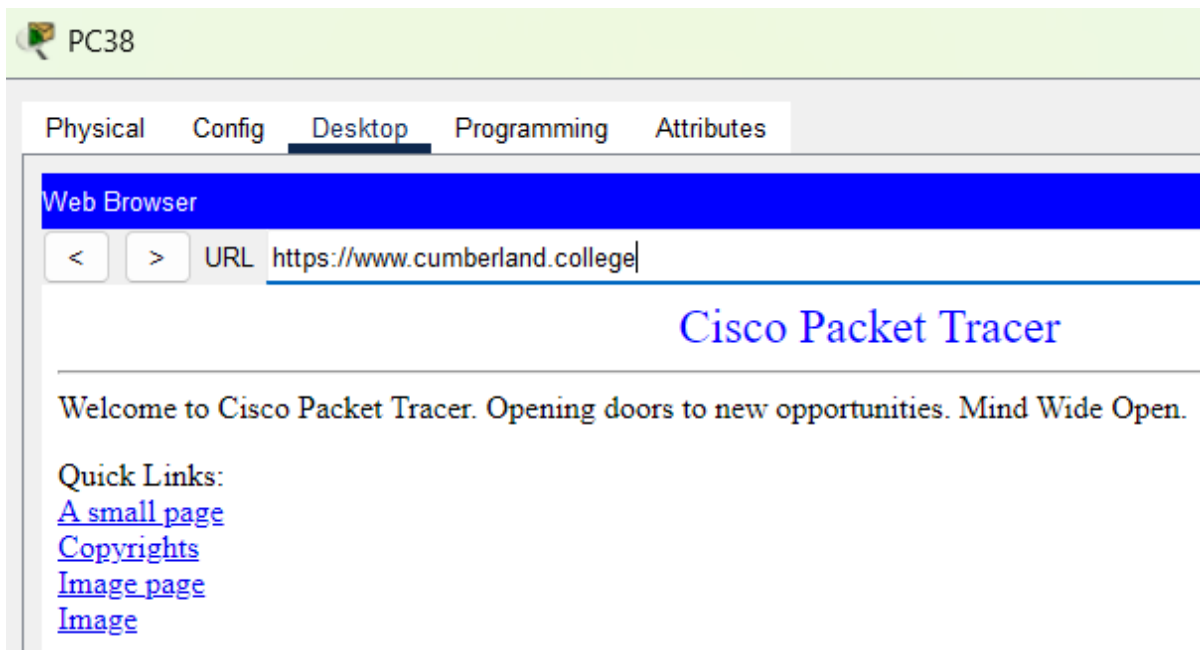 PC38
Physical Config Desktop Programming Attributes
Web Browser
< > URL https://www.cumberland.college
Cisco Packet Tracer
Welcome to Cisco Packet Tracer. Opening doors to new opportunities. Mind Wide Open.
Quick Links:
A small page
Copyrights
Image page
Image